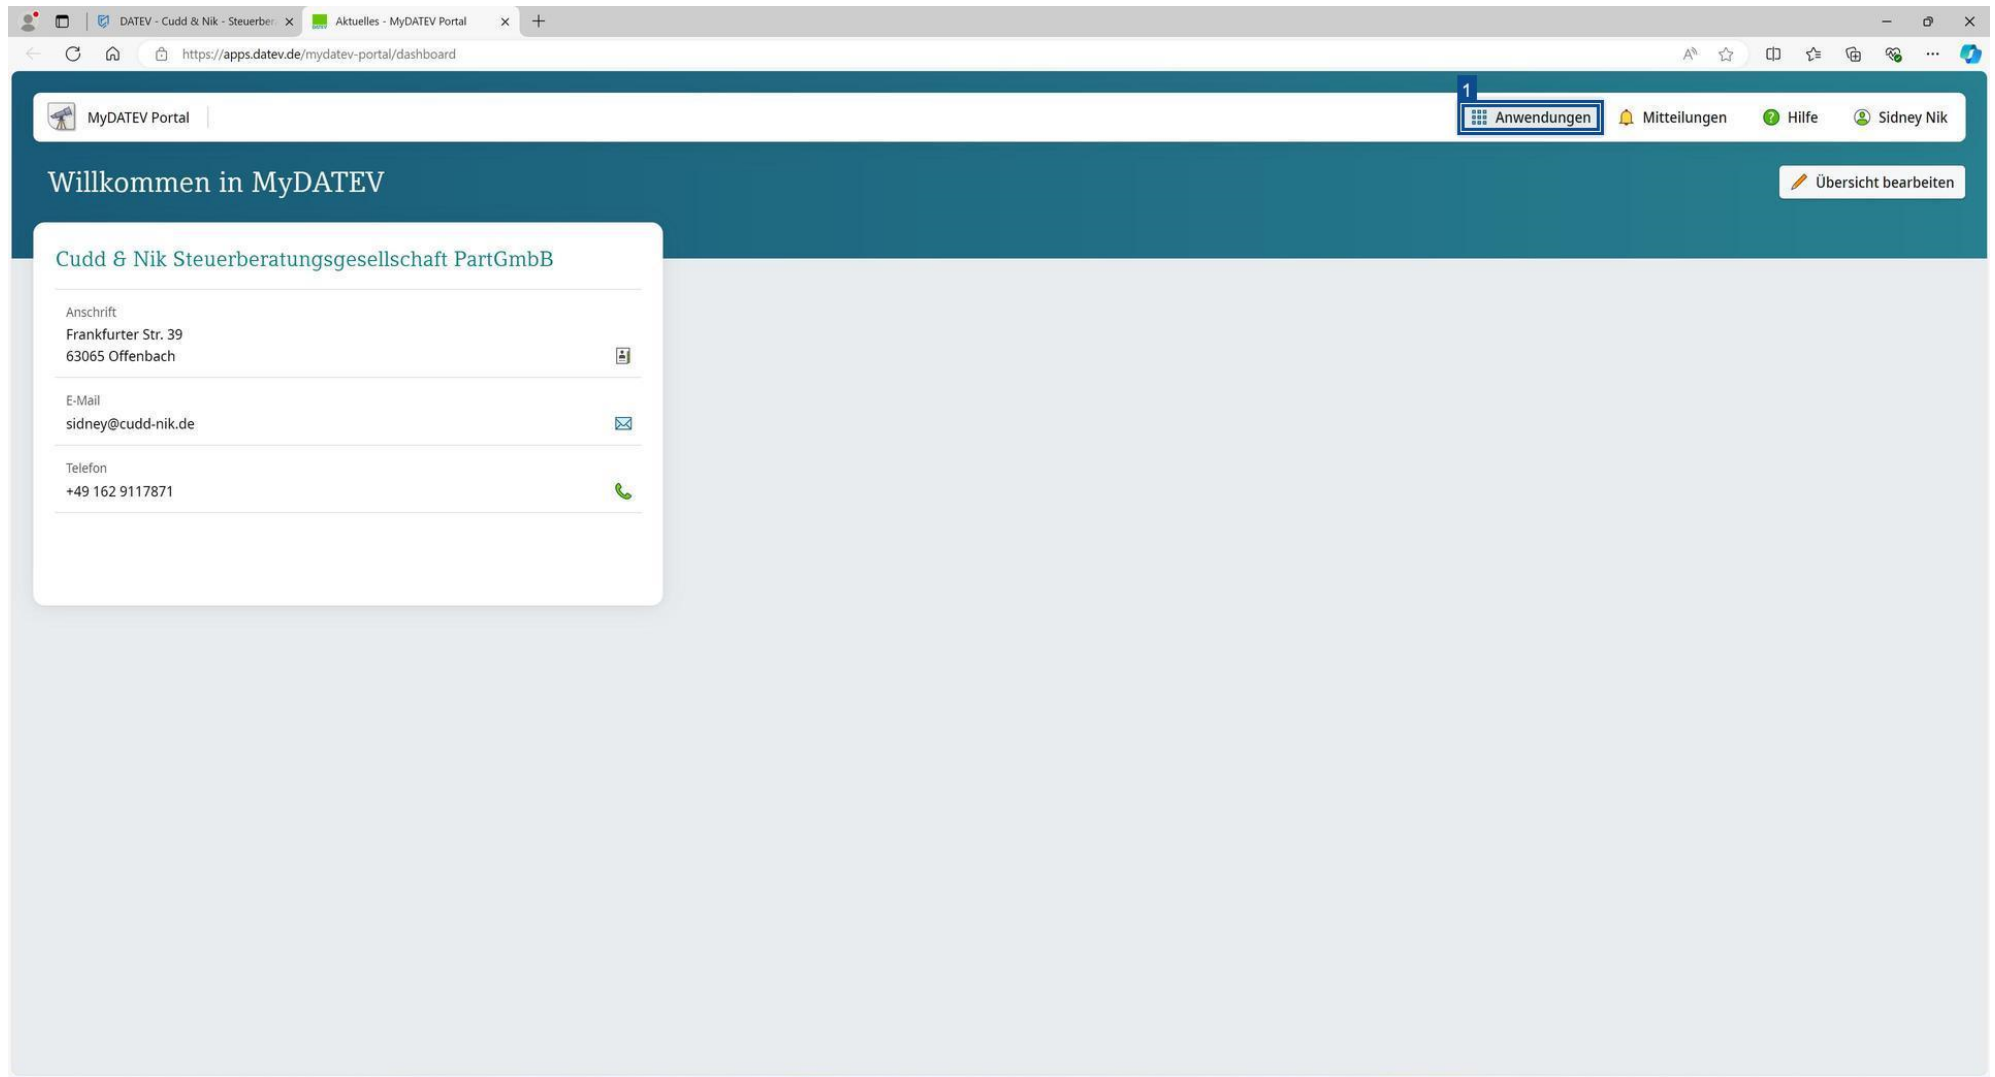 DATEV - Cudd & Nik - Steuerber
Aktuelles - MyDATEV Portal
https://apps.datev.de/mydatev-portal/dashboard
MyDATEV Portal
1
Anwendungen
Mitteilungen
Hilfe
Sidney Nik
Willkommen in MyDATEV
Übersicht bearbeiten
Cudd & Nik Steuerberatungsgesellschaft PartGmbB
Anschrift
Frankfurter Str. 39
63065 Offenbach
E-Mail
sidney@cudd-nik.de
Telefon
+49 162 9117871